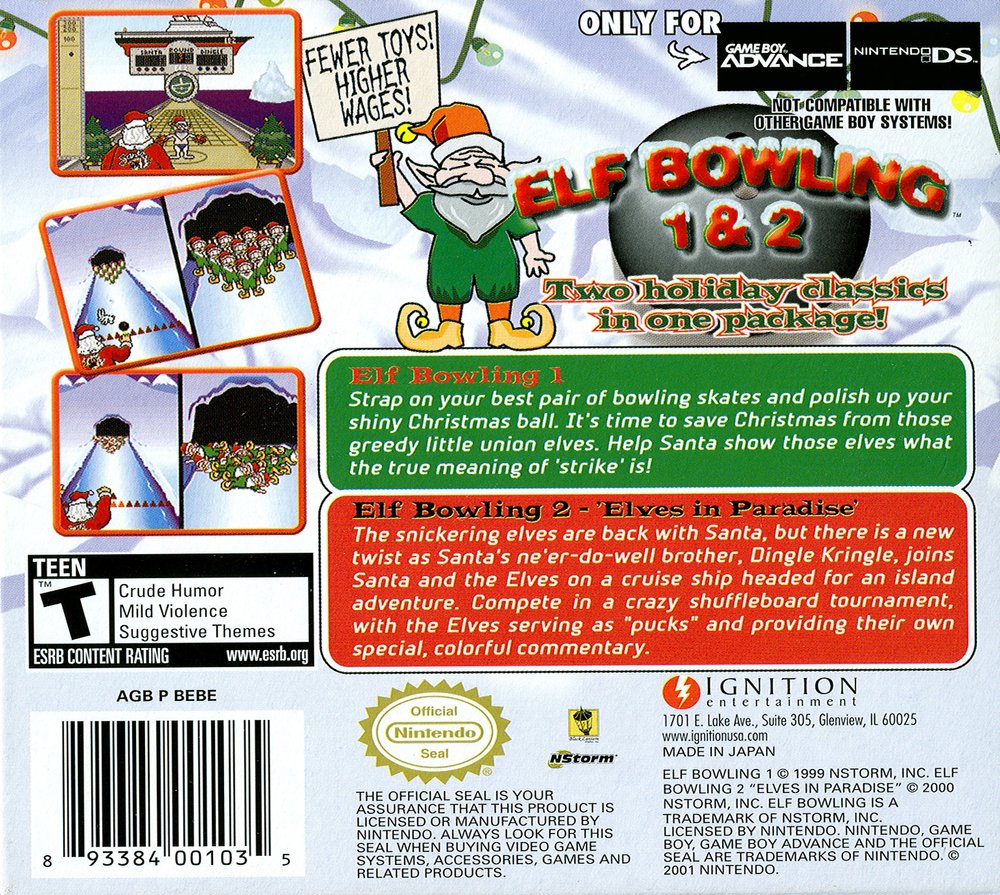 SANTA ROUND DINGLE
FEWER TOYS!
HIGHER
WAGES!
ONLY FOR
GAME BOY
ADVANCE
NINTENDO DS™
NOT COMPATIBLE WITH
OTHER GAME BOY SYSTEMS!
ELF BOWLING™
1 & 2
Two holiday classics
in one package!
Elf Bowling 1
Strap on your best pair of bowling skates and polish up your
shiny Christmas ball. It's time to save Christmas from those
greedy little union elves. Help Santa show those elves what
the true meaning of 'strike' is!
Elf Bowling 2 - 'Elves in Paradise'
The snickering elves are back with Santa, but there is a new
twist as Santa's ne'er-do-well brother, Dingle Kringle, joins
Santa and the Elves on a cruise ship headed for an island
adventure. Compete in a crazy shuffleboard tournament,
with the Elves serving as "pucks" and providing their own
special, colorful commentary.
TEEN
TM
T
Crude Humor
Mild Violence
Suggestive Themes
ESRB CONTENT RATING www.esrb.org
AGB P BEBE
8 93384 00103 5
Official
Nintendo
Seal
®
NStorm
THE OFFICIAL SEAL IS YOUR
ASSURANCE THAT THIS PRODUCT IS
LICENSED OR MANUFACTURED BY
NINTENDO. ALWAYS LOOK FOR THIS
SEAL WHEN BUYING VIDEO GAME
SYSTEMS, ACCESSORIES, GAMES AND
RELATED PRODUCTS.
IGNITION
entertainment
1701 E. Lake Ave., Suite 305, Glenview, IL 60025
www.ignitionusa.com
MADE IN JAPAN
ELF BOWLING 1 © 1999 NSTORM, INC. ELF
BOWLING 2 "ELVES IN PARADISE" © 2000
NSTORM, INC. ELF BOWLING IS A
TRADEMARK OF NSTORM, INC.
LICENSED BY NINTENDO. NINTENDO, GAME
BOY, GAME BOY ADVANCE AND THE OFFICIAL
SEAL ARE TRADEMARKS OF NINTENDO. ©
2001 NINTENDO.